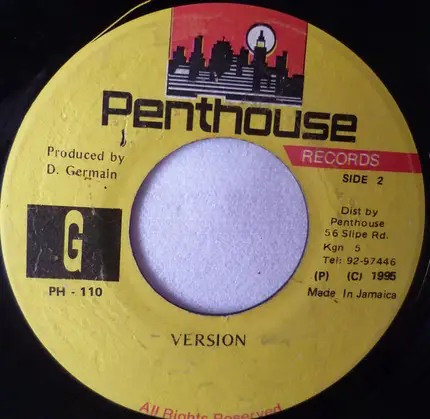 Penthouse
RECORDS
Produced by
D. Germain
SIDE 2
Dist by
Penthouse
56 Slipe Rd.
Kgn 5
Tel: 92-97446
(P) (C) 1995
Made In Jamaica
G
PH - 110
VERSION
All Rights Reserved